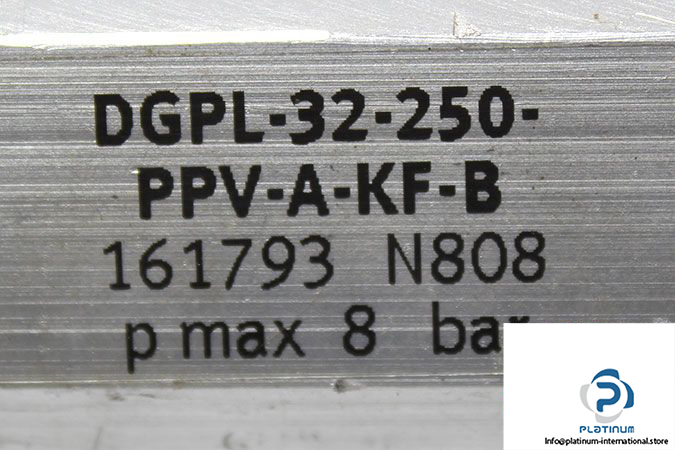 DGPL-32-250-
PPV-A-KF-B
161793 N808
p max 8 bar
PLATINUM
Info@platinum-international.store